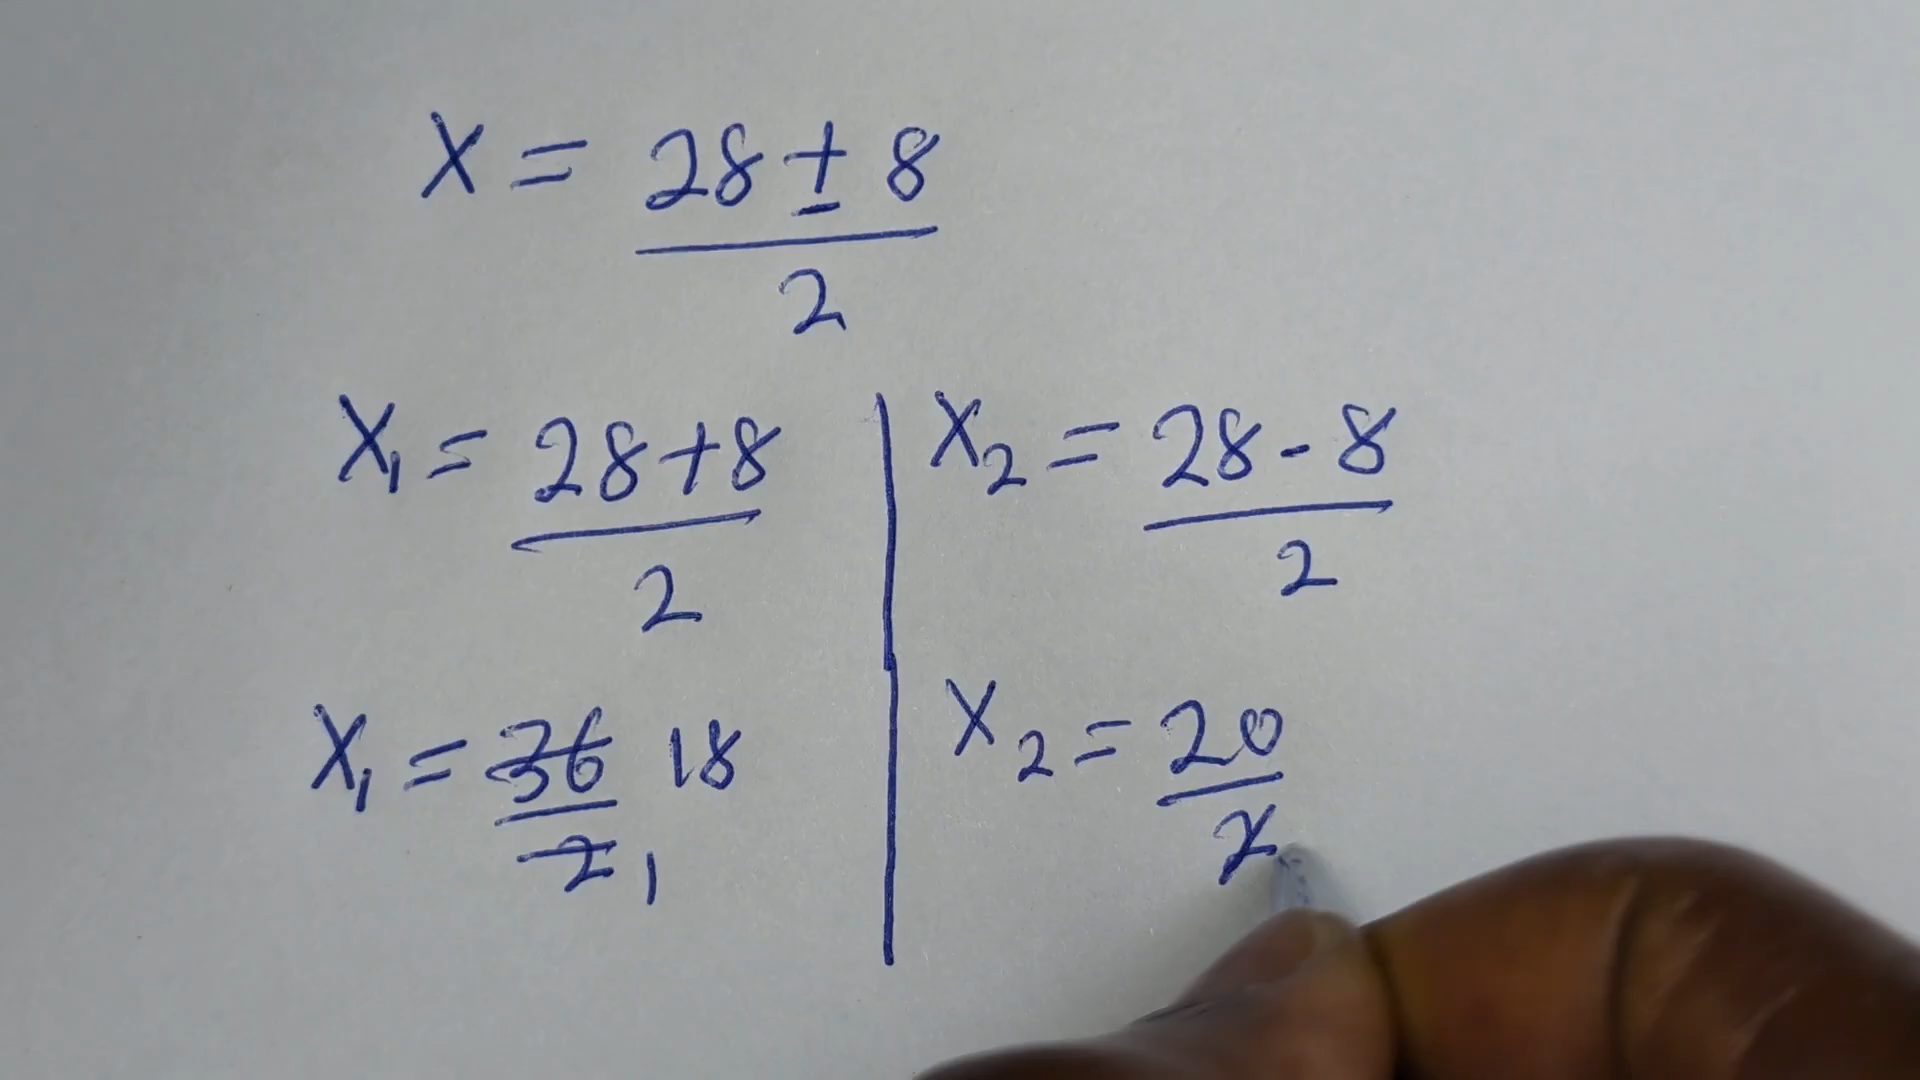 X = 28 ± 8
2
X₁ = 28+8
2
X₁ = 36 18
2 1
X₂ = 28 - 8
2
X₂ = 20
2